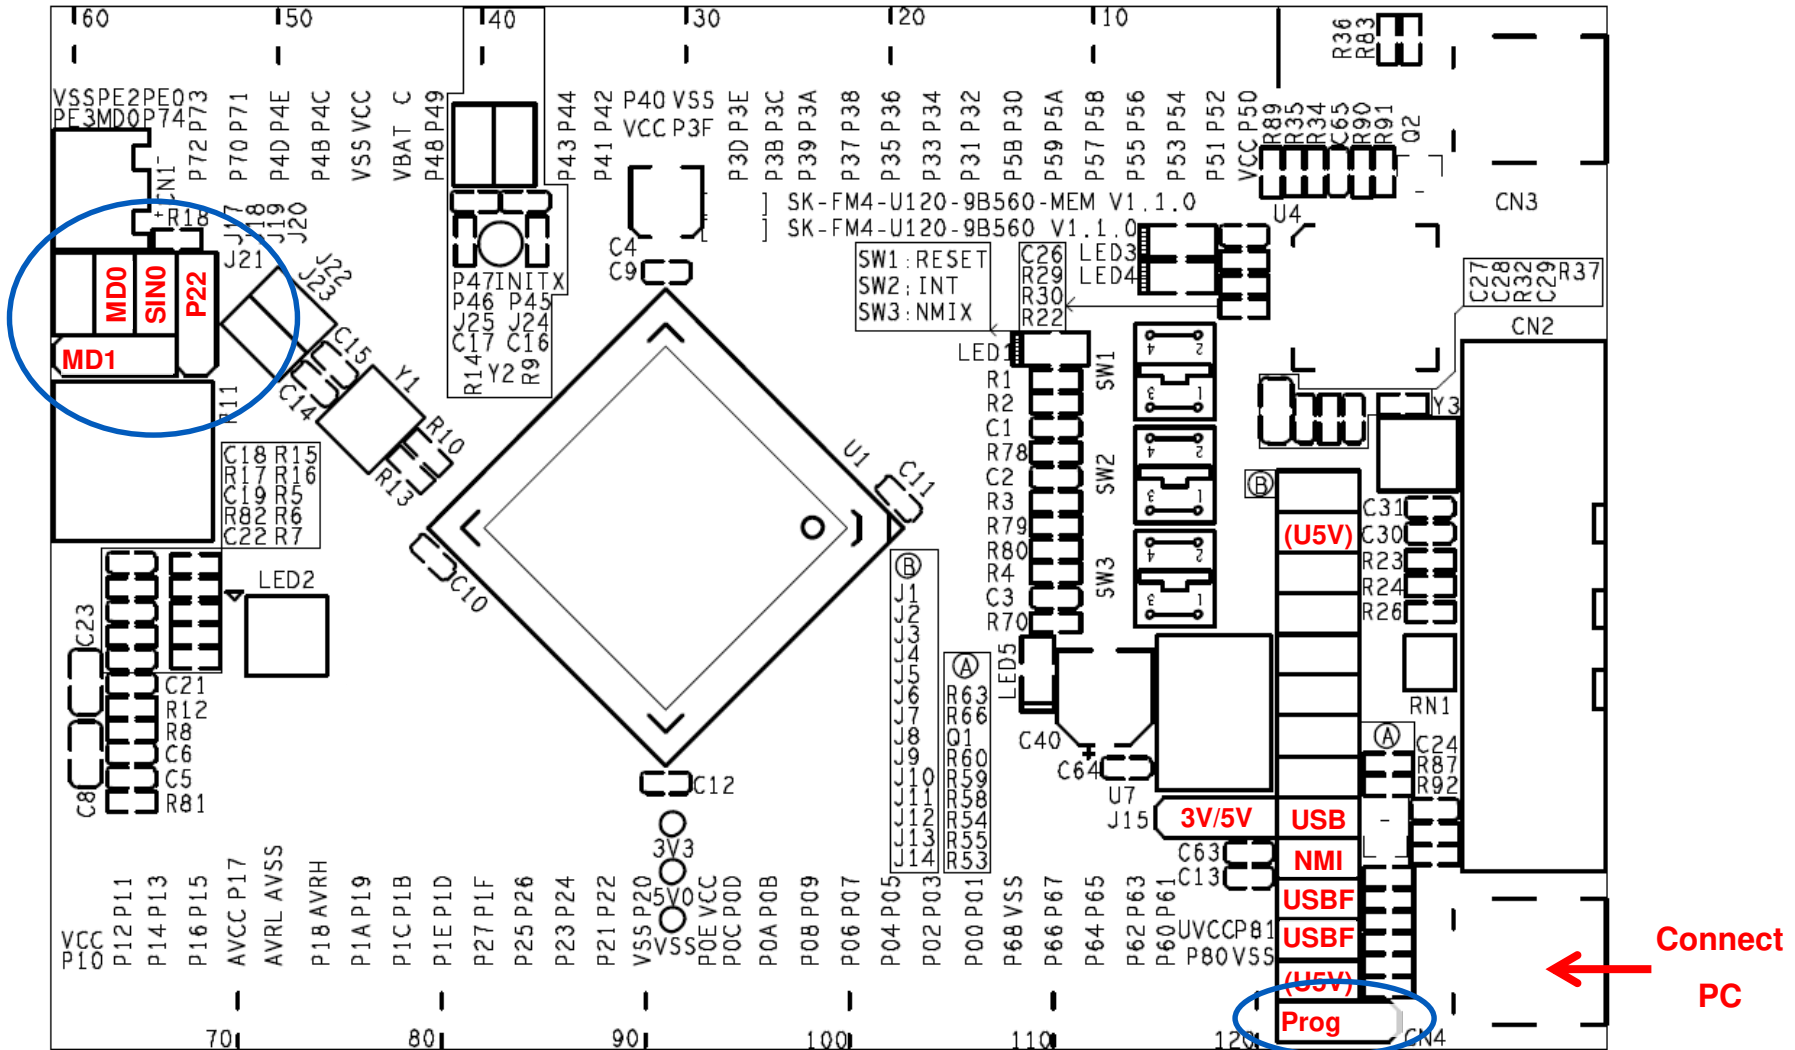 60 50 40 30 20 10
R36
R83
VSSPE2PE0
PE3MD0P74
P72 P73
P70 P71
P4D P4E
P4B P4C
VSS VCC
VBAT C
P48 P49
P43 P44
P41 P42
P40 VSS
VCC P3F
P3D P3E
P3B P3C
P39 P3A
P37 P38
P35 P36
P33 P34
P31 P32
P5B P30
P59 P5A
P57 P58
P55 P56
P53 P54
P51 P52
VCC P50
R89
R35
R34
C65
R90
R91
Q2
CN1
R18
J17
J18
J19
J20
J21
J22
J23
[ ] SK-FM4-U120-9B560-MEM V1.1.0
[ ] SK-FM4-U120-9B560 V1.1.0
U4
CN3
C4
C9
SW1:RESET
SW2: INT
SW3:NMIX
C26
R29
R30
R22
LED3
LED4
C27
C28
R32
C29
R37
CN2
MD0
SIN0
P22
MD1
P47INITX
P46 P45
J25 J24
C17 C16
R14
Y2
R9
C15
C14
Y1
R11
R10
R13
U1
C11
C10
LED1
R1
R2
C1
R78
C2
R3
R79
R80
R4
C3
R70
SW1
4 2
3 1
SW2
4 2
3 1
SW3
4 2
3 1
Y3
B
(U5V)
C31
C30
R23
R24
R26
RN1
C18 R15
R17 R16
C19 R5
R82 R6
C22 R7
LED2
C23
C21
R12
R8
C6
C5
R81
C8
B
J1
J2
J3
J4
J5
J6
J7
J8
J9
J10
J11
J12
J13
J14
A
R63
R66
Q1
R60
R59
R58
R54
R55
R53
LED5
C40
+
C64
U7
J15
3V/5V
USB
NMI
USBF
USBF
(U5V)
Prog
A
C24
R87
R92
C63
C13
C12
3V3
5V0
VSS
VCC
P10
P12 P11
P14 P13
P16 P15
AVCC P17
AVRL AVSS
P18 AVRH
P1A P19
P1C P1B
P1E P1D
P27 P1F
P25 P26
P23 P24
P21 P22
VSS P20
P0E VCC
P0C P0D
P0A P0B
P08 P09
P06 P07
P04 P05
P02 P03
P00 P01
P68 VSS
P66 P67
P64 P65
P62 P63
P60 P61
UVCCP81
P80VSS
Connect
PC
70 80 90 100 110 120
CN4